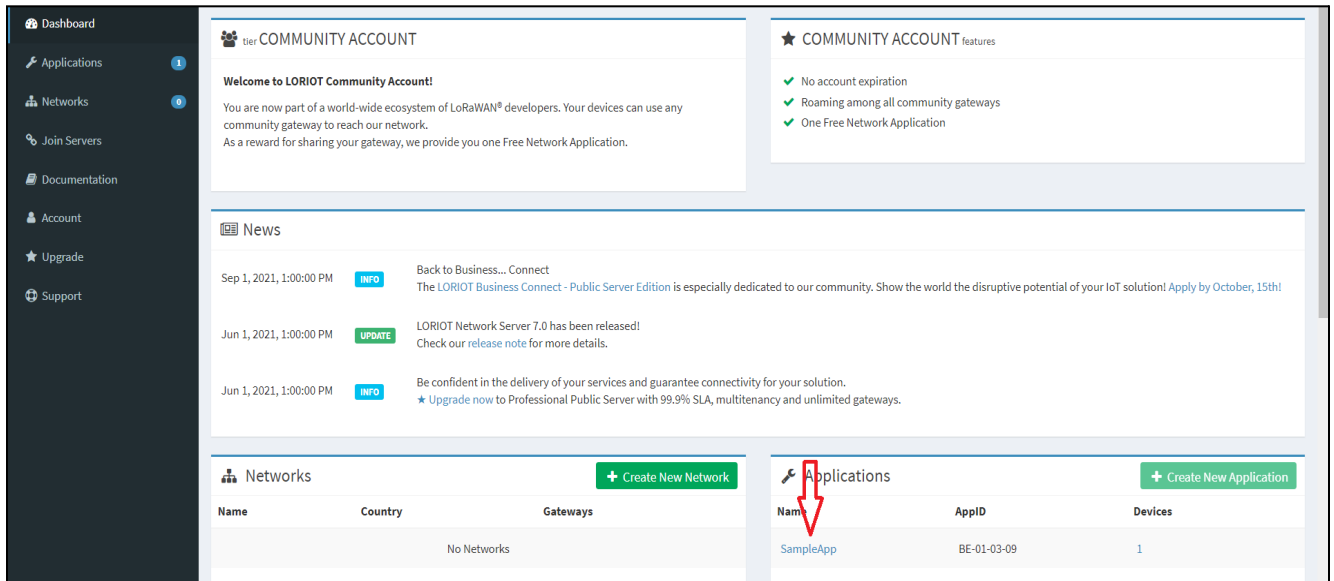 Dashboard
Applications 1
Networks 0
Join Servers
Documentation
Account
Upgrade
Support
tier COMMUNITY ACCOUNT
Welcome to LORIOT Community Account!
You are now part of a world-wide ecosystem of LoRaWAN® developers. Your devices can use any
community gateway to reach our network.
As a reward for sharing your gateway, we provide you one Free Network Application.
COMMUNITY ACCOUNT features
No account expiration
Roaming among all community gateways
One Free Network Application
News
Sep 1, 2021, 1:00:00 PM INFO
Back to Business... Connect
The LORIOT Business Connect - Public Server Edition is especially dedicated to our community. Show the world the disruptive potential of your IoT solution! Apply by October, 15th!
Jun 1, 2021, 1:00:00 PM UPDATE
LORIOT Network Server 7.0 has been released!
Check our release note for more details.
Jun 1, 2021, 1:00:00 PM INFO
Be confident in the delivery of your services and guarantee connectivity for your solution.
Upgrade now to Professional Public Server with 99.9% SLA, multitenancy and unlimited gateways.
Networks + Create New Network
Name Country Gateways
No Networks
Applications + Create New Application
Name AppID Devices
SampleApp BE-01-03-09 1